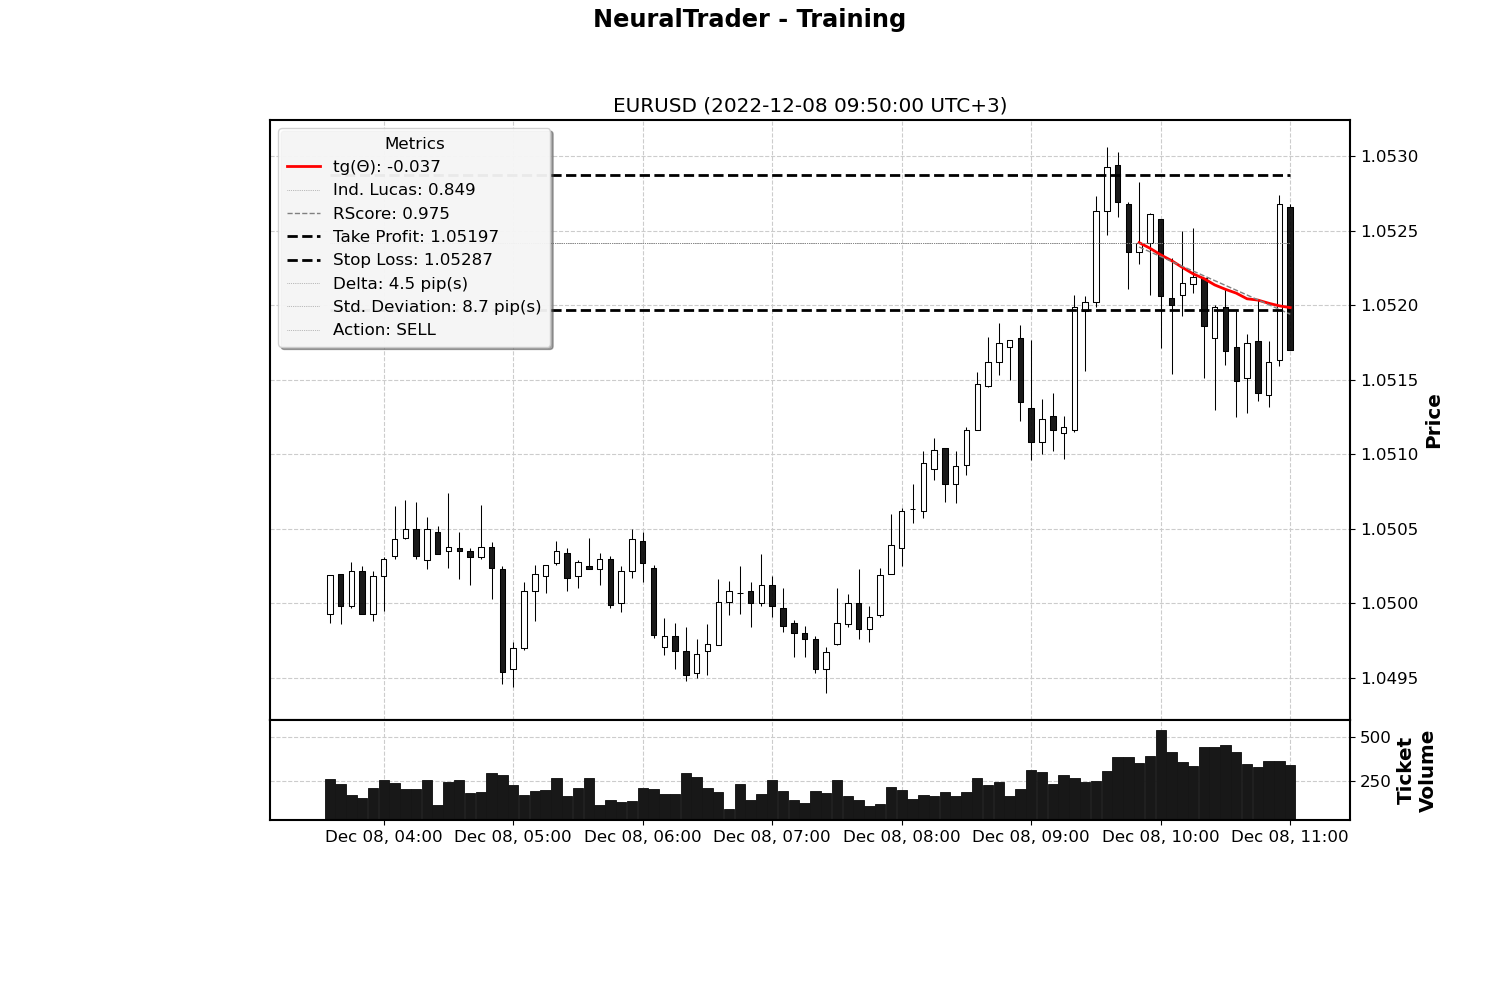 NeuralTrader - Training
EURUSD (2022-12-08 09:50:00 UTC+3)
Metrics
tg(Θ): -0.037
Ind. Lucas: 0.849
RScore: 0.975
Take Profit: 1.05197
Stop Loss: 1.05287
Delta: 4.5 pip(s)
Std. Deviation: 8.7 pip(s)
Action: SELL
1.0530
1.0525
1.0520
1.0515
1.0510
1.0505
1.0500
1.0495
Price
500
250
Ticket
Volume
Dec 08, 04:00 Dec 08, 05:00 Dec 08, 06:00 Dec 08, 07:00 Dec 08, 08:00 Dec 08, 09:00 Dec 08, 10:00 Dec 08, 11:00